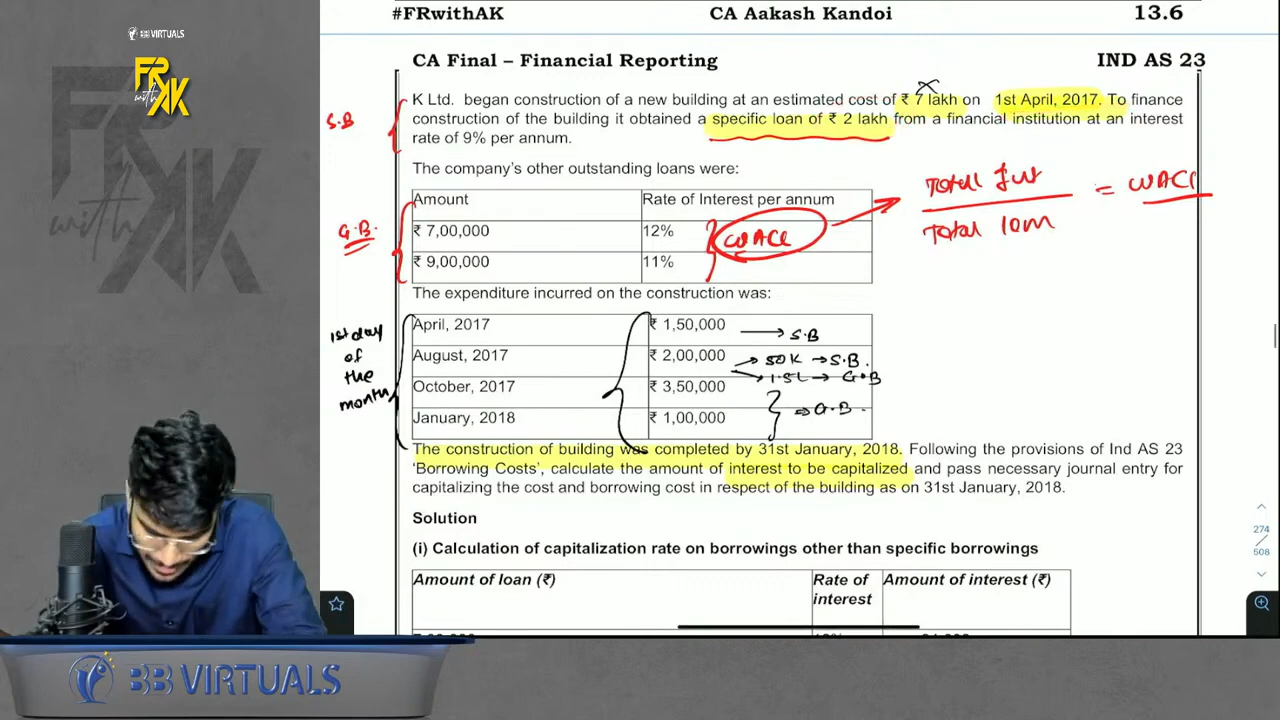 #FRwithAK CA Aakash Kandoi 13.6
BB VIRTUALS
FR
with
AK
CA Final – Financial Reporting IND AS 23
K Ltd. began construction of a new building at an estimated cost of ₹ 7 lakh on 1st April, 2017. To finance
S.B
construction of the building it obtained a specific loan of ₹ 2 lakh from a financial institution at an interest
rate of 9% per annum.
The company's other outstanding loans were:
Total Int
= WACC
Total loan
Amount Rate of Interest per annum
G.B.
₹ 7,00,000 12%
WACC
₹ 9,00,000 11%
The expenditure incurred on the construction was:
1st day
of
the
month
April, 2017 ₹ 1,50,000 → S.B
August, 2017 ₹ 2,00,000 → 50K → S.B.
→ 1.5L → G.B
October, 2017 ₹ 3,50,000
⇒ G.B.
January, 2018 ₹ 1,00,000
The construction of building was completed by 31st January, 2018. Following the provisions of Ind AS 23
'Borrowing Costs', calculate the amount of interest to be capitalized and pass necessary journal entry for
capitalizing the cost and borrowing cost in respect of the building as on 31st January, 2018.
Solution
(i) Calculation of capitalization rate on borrowings other than specific borrowings
Amount of loan (₹) Rate of Amount of interest (₹)
interest
274
508
BB VIRTUALS